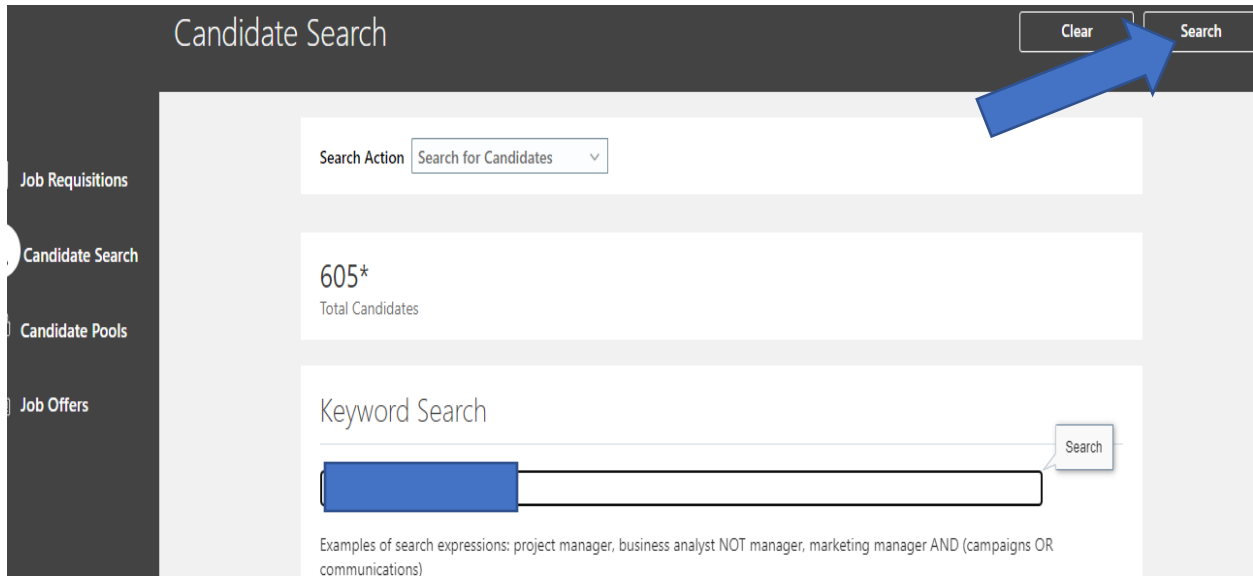 Candidate Search
Clear
Search
Search Action
Search for Candidates
Job Requisitions
Candidate Search
605*
Total Candidates
Candidate Pools
Job Offers
Keyword Search
Search
Examples of search expressions: project manager, business analyst NOT manager, marketing manager AND (campaigns OR
communications)